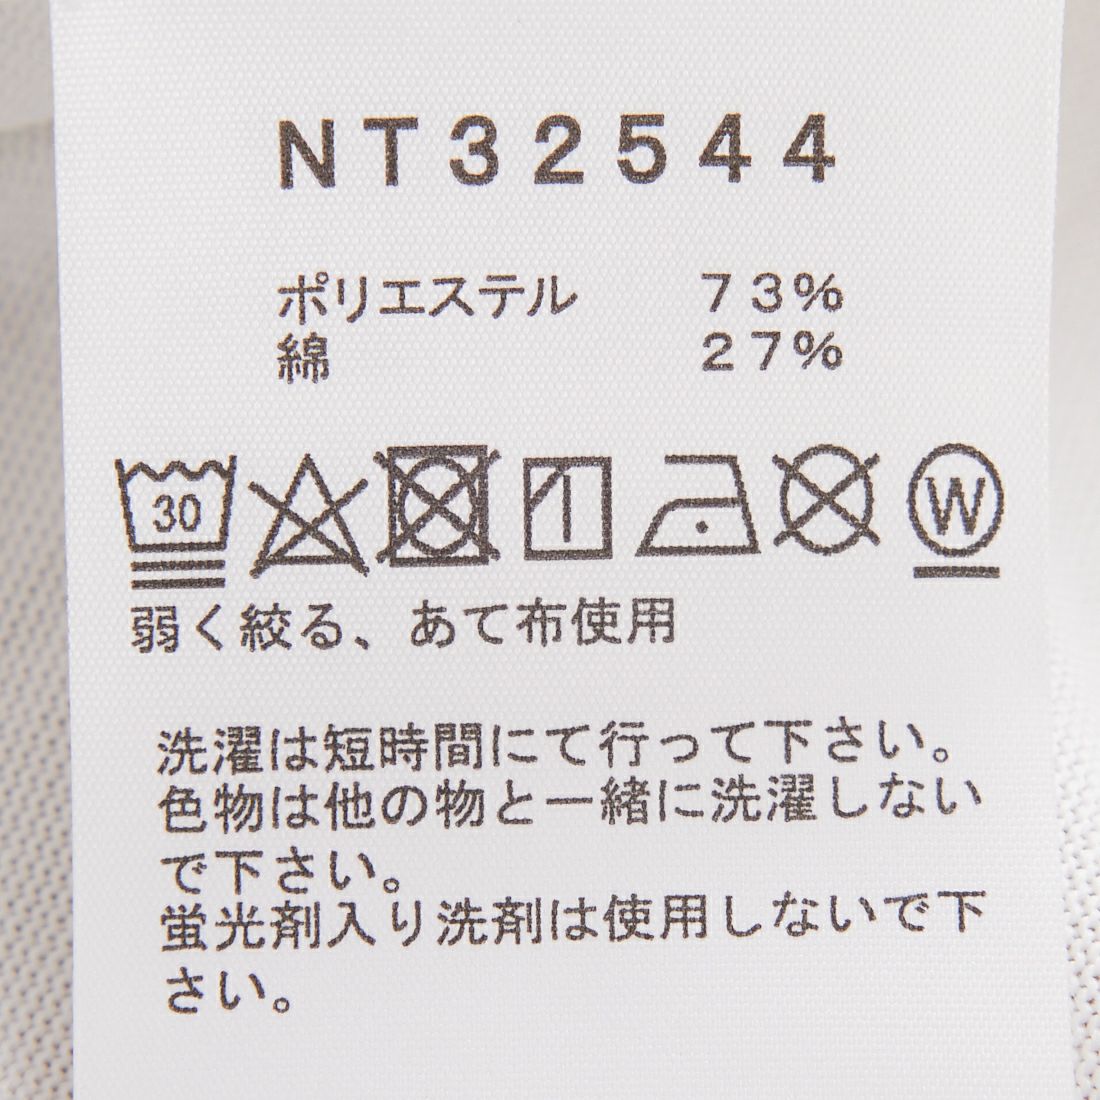 NT32544
ポリエステル 73%
綿 27%
30 W
弱く絞る、あて布使用
洗濯は短時間にて行って下さい。
色物は他の物と一緒に洗濯しない
で下さい。
蛍光剤入り洗剤は使用しないで下
さい。